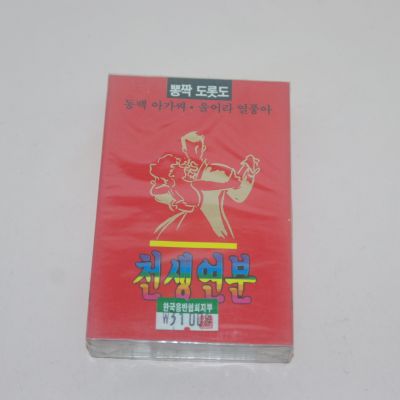 뽕짝 도롯도
동백 아가씨 • 울어라 열풍아
천생연분
한국음반협회지부
₩3100